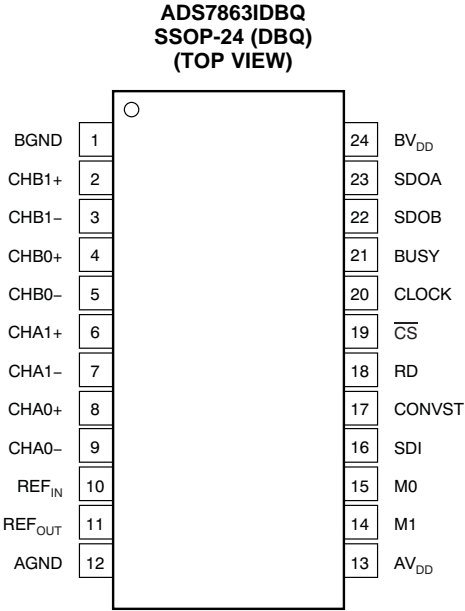 ADS7863IDBQ
SSOP-24 (DBQ)
(TOP VIEW)
BGND 1 24 BVDD
CHB1+ 2 23 SDOA
CHB1− 3 22 SDOB
CHB0+ 4 21 BUSY
CHB0− 5 20 CLOCK
CHA1+ 6 19 C̅S̅
CHA1− 7 18 RD
CHA0+ 8 17 CONVST
CHA0− 9 16 SDI
REFIN 10 15 M0
REFOUT 11 14 M1
AGND 12 13 AVDD